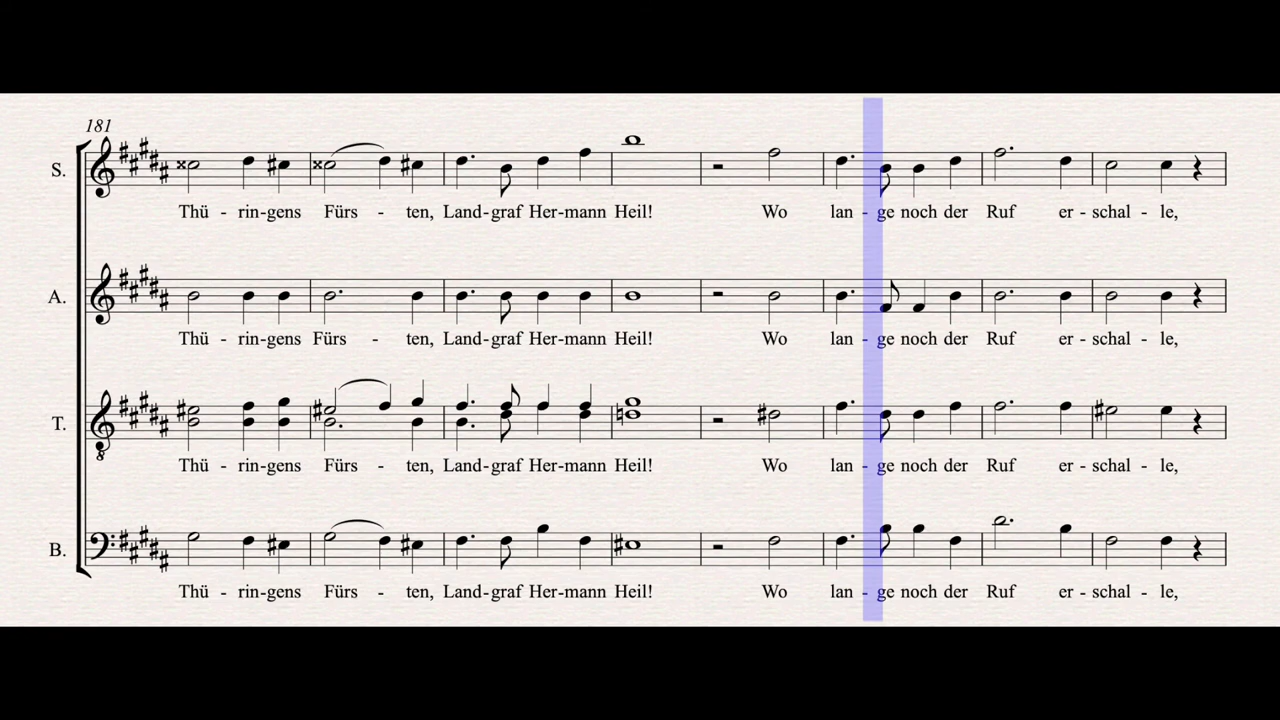 181
S.
Thü - rin-gens Fürs - ten, Land-graf Her-mann Heil! Wo lan - ge noch der Ruf er - schal - le,
A.
Thü - rin-gens Fürs - ten, Land-graf Her-mann Heil! Wo lan - ge noch der Ruf er - schal - le,
T.
Thü - rin-gens Fürs - ten, Land-graf Her-mann Heil! Wo lan - ge noch der Ruf er - schal - le,
B.
Thü - rin-gens Fürs - ten, Land-graf Her-mann Heil! Wo lan - ge noch der Ruf er - schal - le,